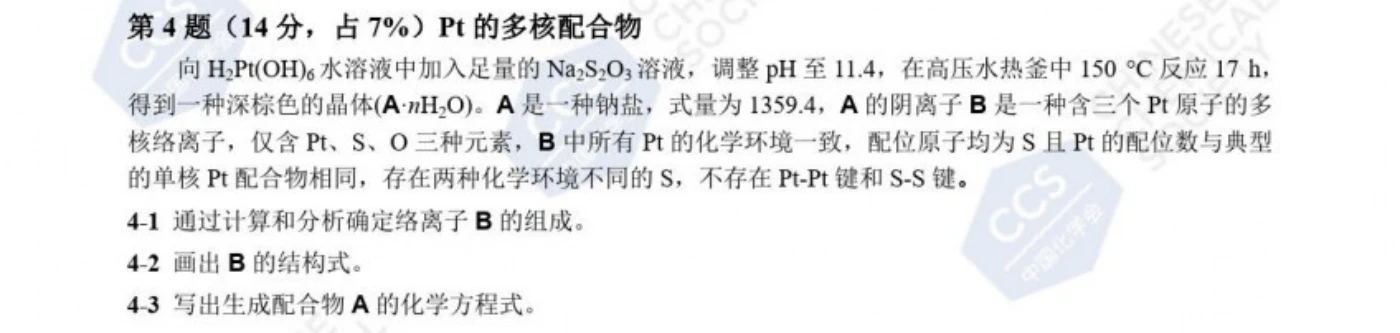 第 4 题（14 分，占 7%）Pt 的多核配合物
向 H₂Pt(OH)₆ 水溶液中加入足量的 Na₂S₂O₃ 溶液，调整 pH 至 11.4，在高压水热釜中 150 °C 反应 17 h，
得到一种深棕色的晶体(A·nH₂O)。A 是一种钠盐，式量为 1359.4，A 的阴离子 B 是一种含三个 Pt 原子的多
核络离子，仅含 Pt、S、O 三种元素，B 中所有 Pt 的化学环境一致，配位原子均为 S 且 Pt 的配位数与典型
的单核 Pt 配合物相同，存在两种化学环境不同的 S，不存在 Pt-Pt 键和 S-S 键。
4-1 通过计算和分析确定络离子 B 的组成。
4-2 画出 B 的结构式。
4-3 写出生成配合物 A 的化学方程式。
CCS
中国化学会